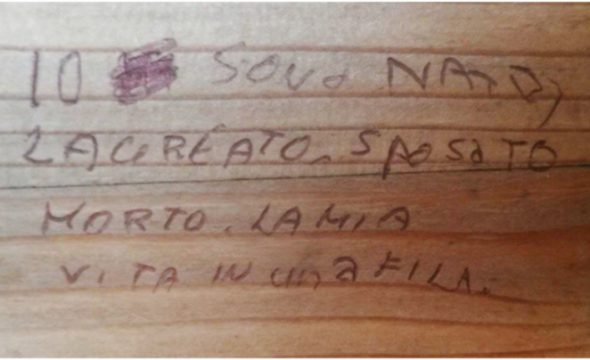 IO SONO NATO,
LAUREATO. SPOSATO
MORTO. LA MIA
VITA IN UNA FILA.